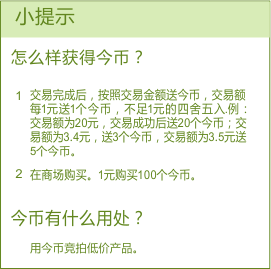 小提示
怎么样获得今币？
1 交易完成后，按照交易金额送今币，交易额
每1元送1个今币，不足1元的四舍五入.例：
交易额为20元，交易成功后送20个今币；交
易额为3.4元，送3个今币，交易额为3.5元送
5个今币。
2 在商场购买。1元购买100个今币。
今币有什么用处？
用今币竞拍低价产品。